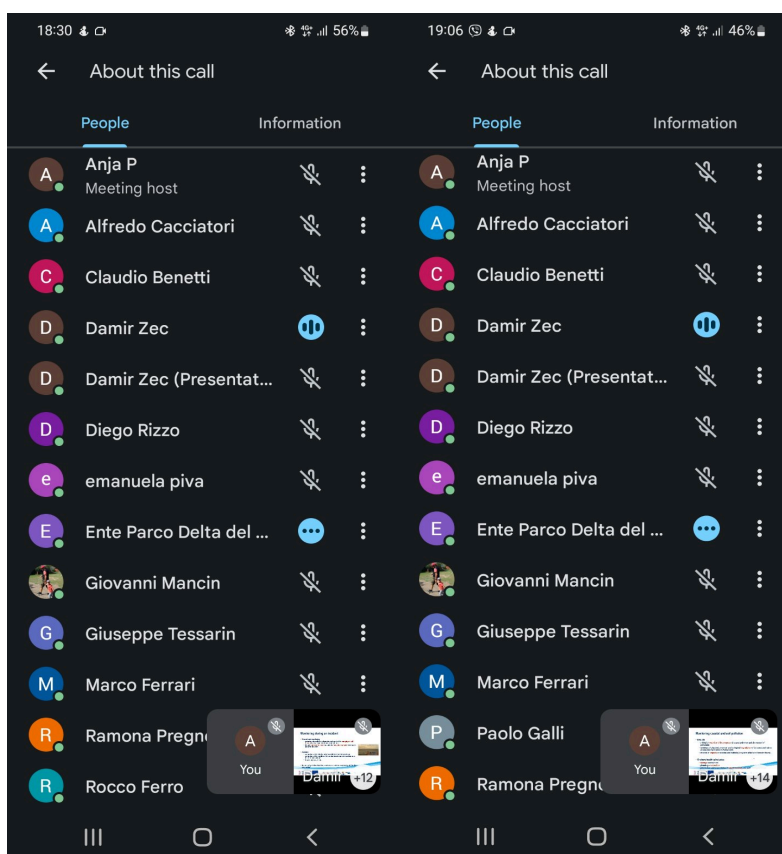 18:30
4G+
56%
About this call
People Information
A Anja P
Meeting host
A Alfredo Cacciatori
C Claudio Benetti
D Damir Zec
D Damir Zec (Presentat...
D Diego Rizzo
e emanuela piva
E Ente Parco Delta del ...
Giovanni Mancin
G Giuseppe Tessarin
M Marco Ferrari
R Ramona Pregn
R Rocco Ferro
A
You
Damir
+12
19:06
4G+
46%
About this call
People Information
A Anja P
Meeting host
A Alfredo Cacciatori
C Claudio Benetti
D Damir Zec
D Damir Zec (Presentat...
D Diego Rizzo
e emanuela piva
E Ente Parco Delta del ...
Giovanni Mancin
G Giuseppe Tessarin
M Marco Ferrari
P Paolo Galli
R Ramona Pregn
A
You
Damir
+14